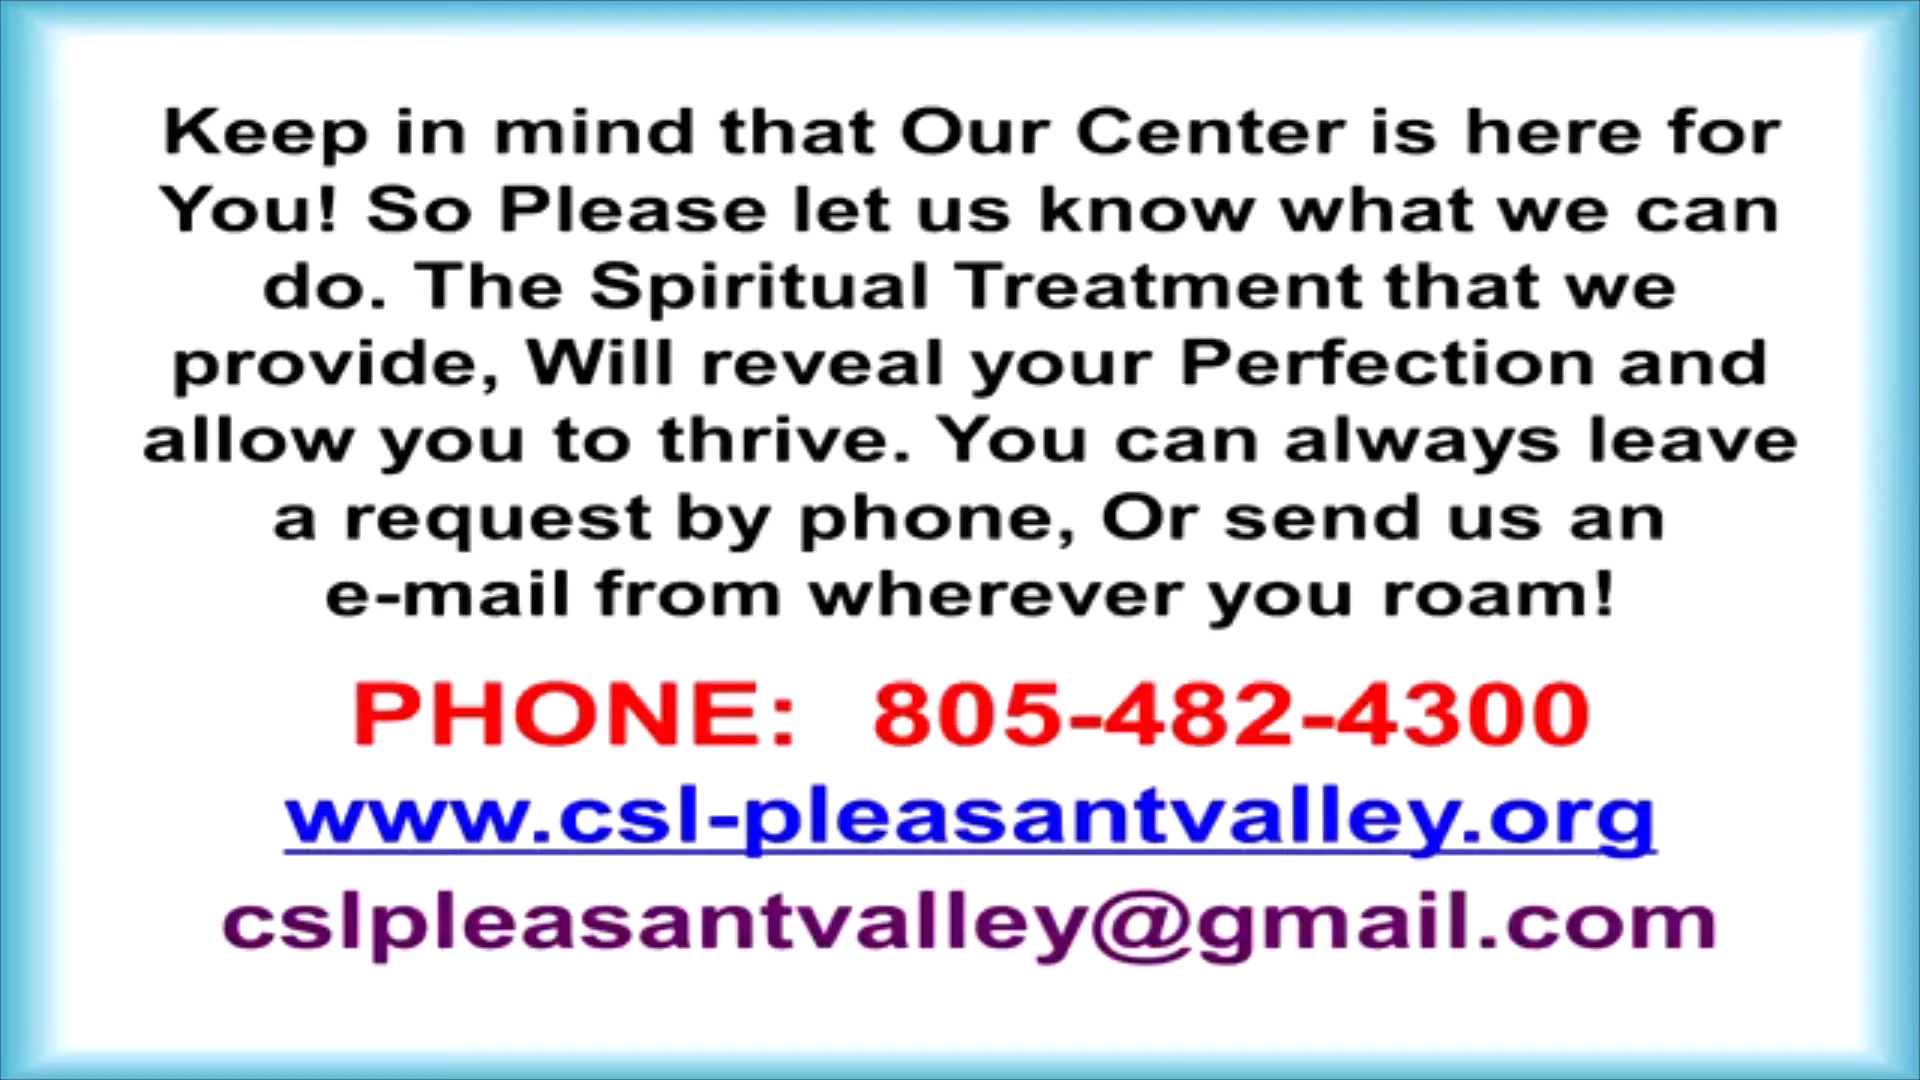 Keep in mind that Our Center is here for
You! So Please let us know what we can
do. The Spiritual Treatment that we
provide, Will reveal your Perfection and
allow you to thrive. You can always leave
a request by phone, Or send us an
e-mail from wherever you roam!
PHONE: 805-482-4300
www.csl-pleasantvalley.org
cslpleasantvalley@gmail.com